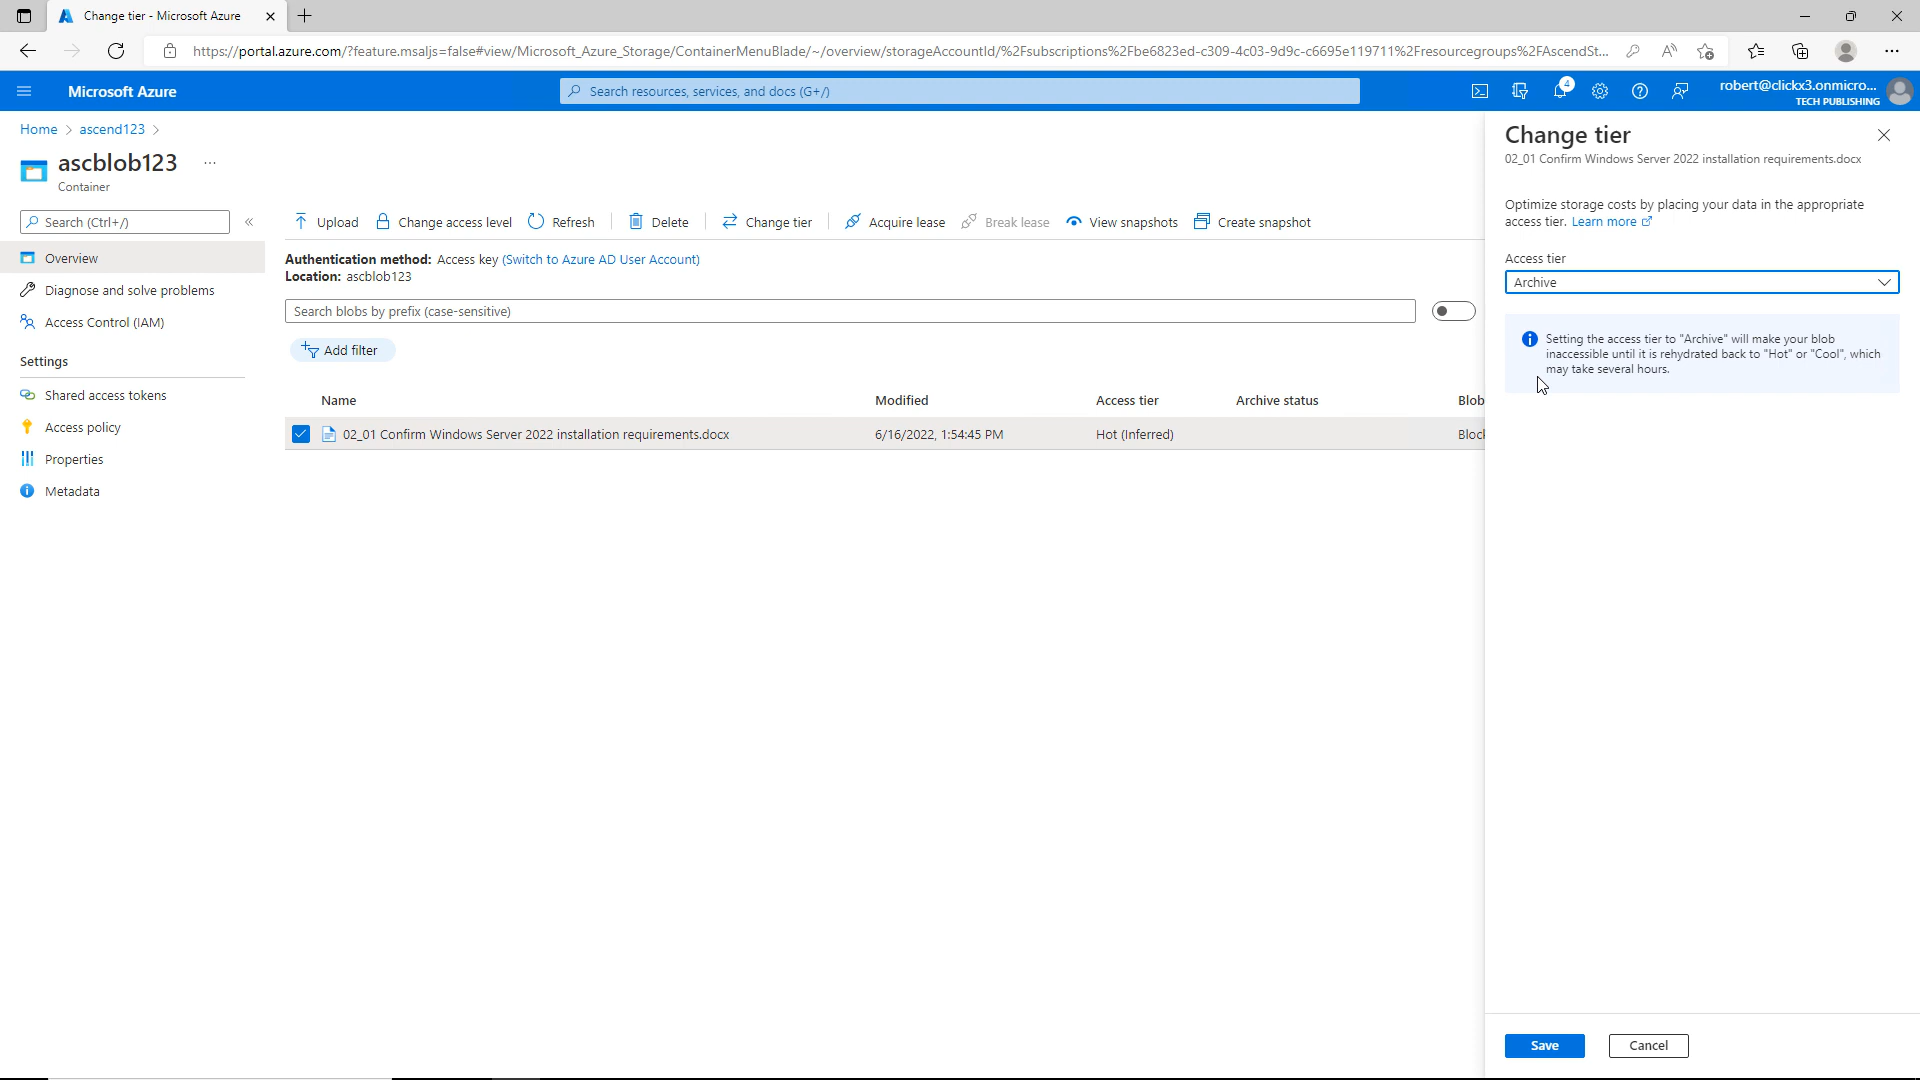 Change tier - Microsoft Azure
https://portal.azure.com/?feature.msaljs=false#view/Microsoft_Azure_Storage/ContainerMenuBlade/~/overview/storageAccountId/%2Fsubscriptions%2Fbe6823ed-c309-4c03-9d9c-c6695e119711%2Fresourcegroups%2FAscendSt...
Microsoft Azure
Search resources, services, and docs (G+/)
4
robert@clickx3.onmicro...
TECH PUBLISHING
Home > ascend123 >
ascblob123 ...
Container
Search (Ctrl+/)
«
Overview
Diagnose and solve problems
Access Control (IAM)
Settings
Shared access tokens
Access policy
Properties
Metadata
Upload Change access level Refresh Delete Change tier Acquire lease Break lease View snapshots Create snapshot
Authentication method: Access key (Switch to Azure AD User Account)
Location: ascblob123
Search blobs by prefix (case-sensitive)
Add filter
Name Modified Access tier Archive status Blob
02_01 Confirm Windows Server 2022 installation requirements.docx 6/16/2022, 1:54:45 PM Hot (Inferred) Block
Change tier
02_01 Confirm Windows Server 2022 installation requirements.docx
Optimize storage costs by placing your data in the appropriate
access tier. Learn more
Access tier
Archive
Setting the access tier to "Archive" will make your blob
inaccessible until it is rehydrated back to "Hot" or "Cool", which
may take several hours.
Save Cancel